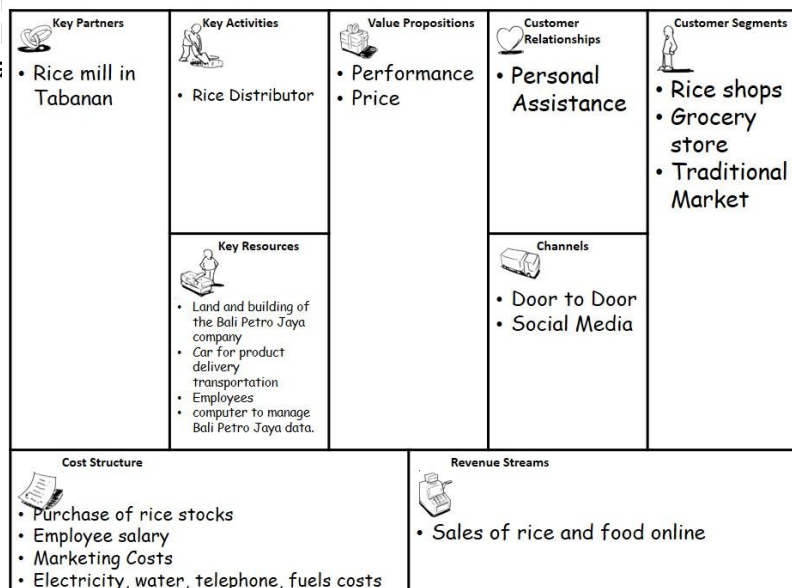 Key Partners
• Rice mill in
Tabanan
Key Activities
• Rice Distributor
Key Resources
• Land and building of
the Bali Petro Jaya
company
• Car for product
delivery
transportation
• Employees
• computer to manage
Bali Petro Jaya data.
Value Propositions
• Performance
• Price
Customer
Relationships
• Personal
Assistance
Channels
• Door to Door
• Social Media
Customer Segments
• Rice shops
• Grocery
store
• Traditional
Market
Cost Structure
• Purchase of rice stocks
• Employee salary
• Marketing Costs
• Electricity, water, telephone, fuels costs
Revenue Streams
• Sales of rice and food online